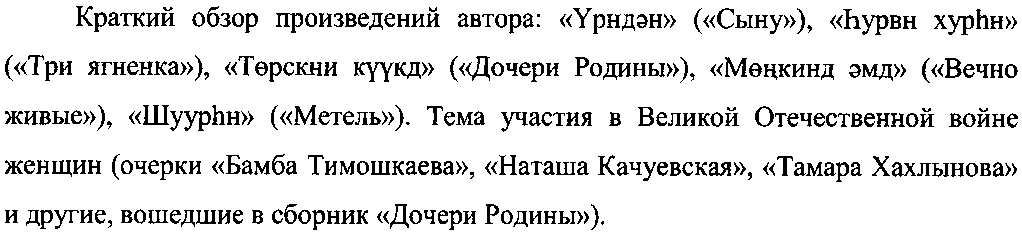 Краткий обзор произведений автора: «Үрндән» («Сыну»), «Һурвн хурһн»
(«Три ягненка»), «Төрскни күүкд» («Дочери Родины»), «Мөңкинд әмд» («Вечно
живые»), «Шуурһн» («Метель»). Тема участия в Великой Отечественной войне
женщин (очерки «Бамба Тимошкаева», «Наташа Качуевская», «Тамара Хахлынова»
и другие, вошедшие в сборник «Дочери Родины»).